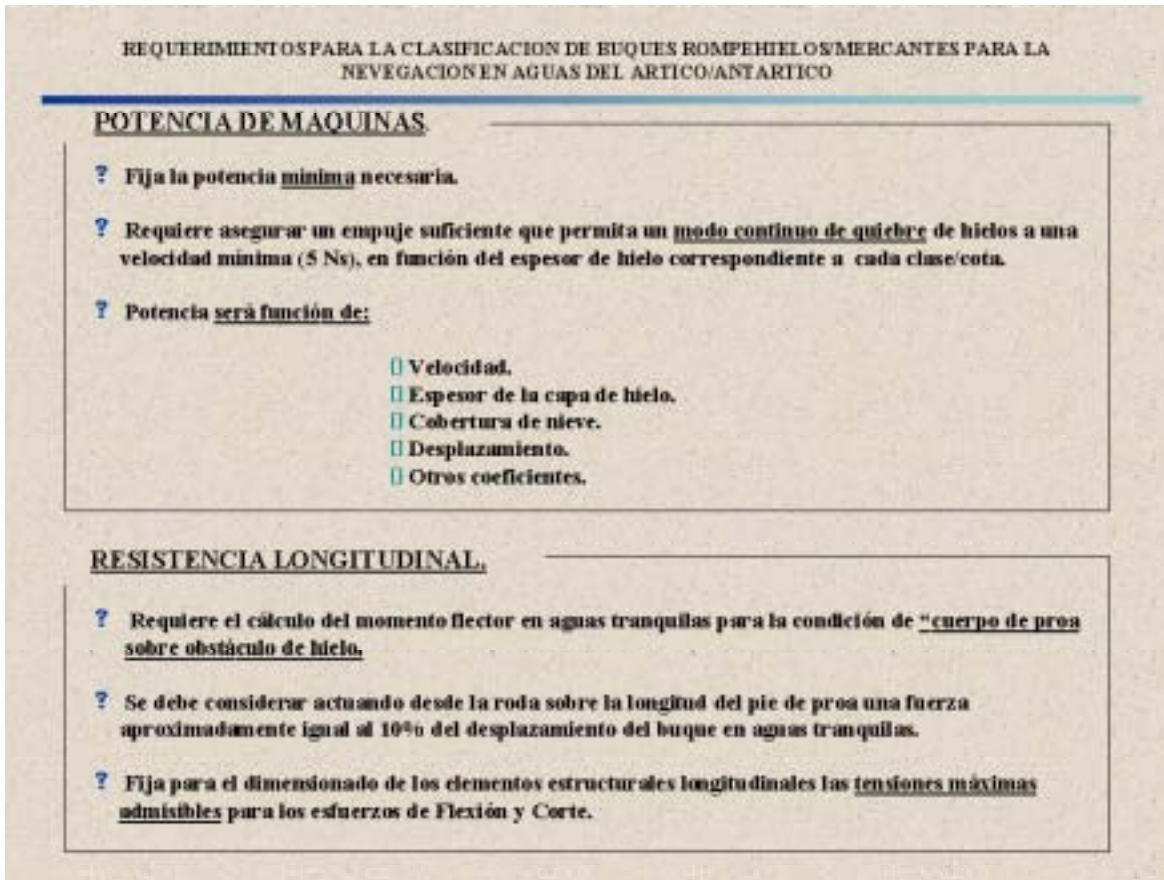 REQUERIMIENTOS PARA LA CLASIFICACION DE BUQUES ROMPEHIELOS/MERCANTES PARA LA
NEVEGACION EN AGUAS DEL ARTICO/ANTARTICO
POTENCIA DE MAQUINAS.
? Fija la potencia mínima necesaria.
? Requiere asegurar un empuje suficiente que permita un modo continuo de quiebre de hielos a una
velocidad mínima (5 Ns), en función del espesor de hielo correspondiente a cada clase/cota.
? Potencia será función de:
Velocidad.
Espesor de la capa de hielo.
Cobertura de nieve.
Desplazamiento.
Otros coeficientes.
RESISTENCIA LONGITUDINAL.
? Requiere el cálculo del momento flector en aguas tranquilas para la condición de “cuerpo de proa
sobre obstáculo de hielo.
? Se debe considerar actuando desde la roda sobre la longitud del pie de proa una fuerza
aproximadamente igual al 10% del desplazamiento del buque en aguas tranquilas.
? Fija para el dimensionado de los elementos estructurales longitudinales las tensiones máximas
admisibles para los esfuerzos de Flexión y Corte.